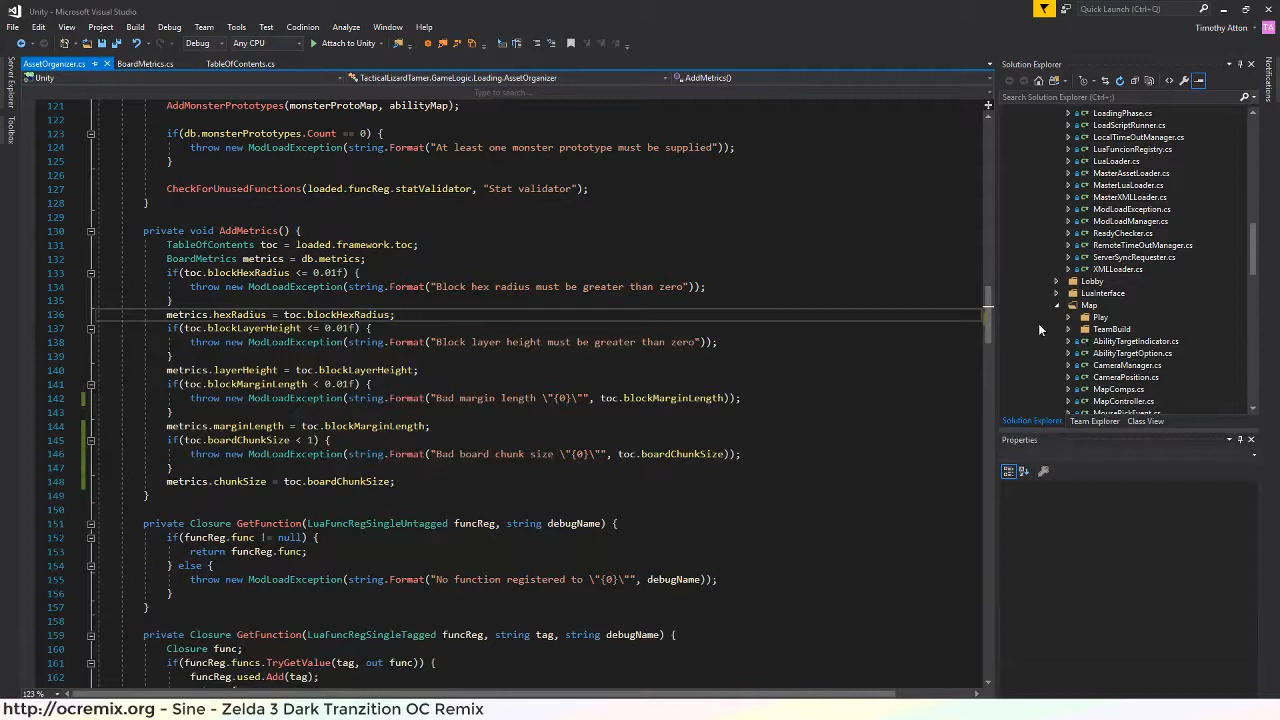 Unity - Microsoft Visual Studio
Quick Launch (Ctrl+Q)
File Edit View Project Build Debug Team Tools Codinion Analyze Window Help
Timothy Atton TA
Debug Any CPU Attach to Unity
AssetOrganizer.cs BoardMetrics.cs TableOfContents.cs
Unity TacticalLizardTamer.GameLogic.Loading.AssetOrganizer AddMetrics()
Type to search...
Server Explorer
Toolbox
121 AddMonsterPrototypes(monsterProtoMap, abilityMap);
122
123 if(db.monsterPrototypes.Count == 0) {
124 throw new ModLoadException(string.Format("At least one monster prototype must be supplied"));
125 }
126
127 CheckForUnusedFunctions(loaded.funcReg.statValidator, "Stat validator");
128 }
129
130 private void AddMetrics() {
131 TableOfContents toc = loaded.framework.toc;
132 BoardMetrics metrics = db.metrics;
133 if(toc.blockHexRadius <= 0.01f) {
134 throw new ModLoadException(string.Format("Block hex radius must be greater than zero"));
135 }
136 metrics.hexRadius = toc.blockHexRadius;
137 if(toc.blockLayerHeight <= 0.01f) {
138 throw new ModLoadException(string.Format("Block layer height must be greater than zero"));
139 }
140 metrics.layerHeight = toc.blockLayerHeight;
141 if(toc.blockMarginLength < 0.01f) {
142 throw new ModLoadException(string.Format("Bad margin length \"{0}\"", toc.blockMarginLength));
143 }
144 metrics.marginLength = toc.blockMarginLength;
145 if(toc.boardChunkSize < 1) {
146 throw new ModLoadException(string.Format("Bad board chunk size \"{0}\"", toc.boardChunkSize));
147 }
148 metrics.chunkSize = toc.boardChunkSize;
149 }
150
151 private Closure GetFunction(LuaFuncRegSingleUntagged funcReg, string debugName) {
152 if(funcReg.func != null) {
153 return funcReg.func;
154 } else {
155 throw new ModLoadException(string.Format("No function registered to \"{0}\"", debugName));
156 }
157 }
158
159 private Closure GetFunction(LuaFuncRegSingleTagged funcReg, string tag, string debugName) {
160 Closure func;
161 if(funcReg.funcs.TryGetValue(tag, out func)) {
162 funcReg.used.Add(tag);
123 %
Solution Explorer
Search Solution Explorer (Ctrl+;)
LoadingPhase.cs
LoadScriptRunner.cs
LocalTimeOutManager.cs
LuaFuncionRegistry.cs
LuaLoader.cs
MasterAssetLoader.cs
MasterLuaLoader.cs
MasterXMLLoader.cs
ModLoadException.cs
ModLoadManager.cs
ReadyChecker.cs
RemoteTimeOutManager.cs
ServerSyncRequester.cs
XMLLoader.cs
Lobby
LuaInterface
Map
Play
TeamBuild
AbilityTargetIndicator.cs
AbilityTargetOption.cs
CameraManager.cs
CameraPosition.cs
MapComps.cs
MapController.cs
MousePickEvent.cs
Solution Explorer Team Explorer Class View
Properties
Notifications
http://ocremix.org - Sine - Zelda 3 Dark Tranzition OC Remix